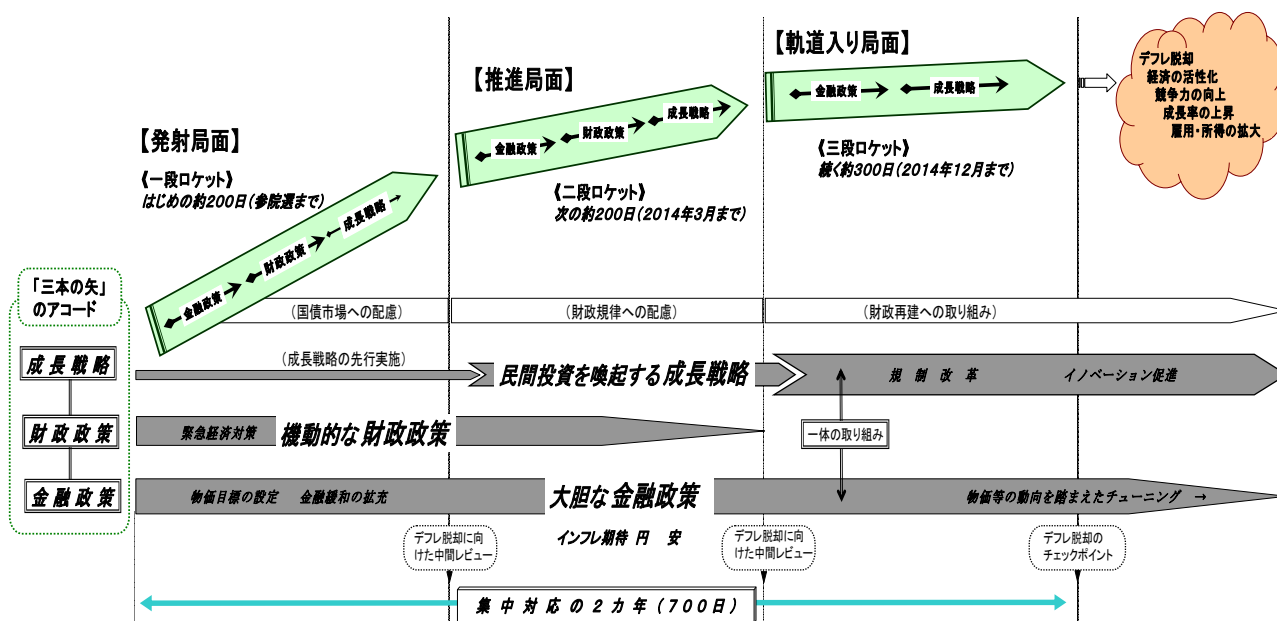 【軌道入り局面】
金融政策
成長戦略
《三段ロケット》
続く約300日(2014年12月まで)
デフレ脱却
経済の活性化
競争力の向上
成長率の上昇
雇用・所得の拡大
【推進局面】
金融政策
財政政策
成長戦略
《二段ロケット》
次の約200日(2014年3月まで)
【発射局面】
《一段ロケット》
はじめの約200日(参院選まで)
金融政策
財政政策
成長戦略
「三本の矢」
のアコード
(国債市場への配慮)
(財政規律への配慮)
(財政再建への取り組み)
成長戦略
(成長戦略の先行実施)
民間投資を喚起する成長戦略
規制改革
イノベーション促進
財政政策
緊急経済対策
機動的な財政政策
一体の取り組み
金融政策
物価目標の設定 金融緩和の拡充
大胆な金融政策
物価等の動向を踏まえたチューニング →
インフレ期待 円 安
デフレ脱却に向
けた中間レビュー
デフレ脱却に向
けた中間レビュー
デフレ脱却の
チェックポイント
集中対応の2カ年(700日)